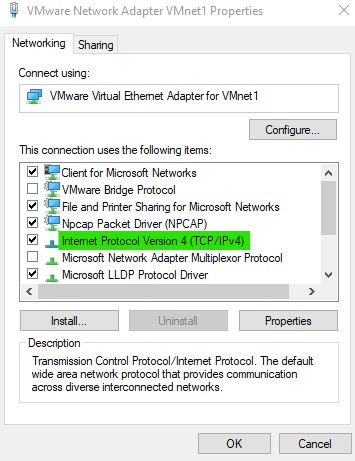 VMware Network Adapter VMnet1 Properties
Networking
Sharing
Connect using:
VMware Virtual Ethernet Adapter for VMnet1
Configure...
This connection uses the following items:
Client for Microsoft Networks
VMware Bridge Protocol
File and Printer Sharing for Microsoft Networks
Npcap Packet Driver (NPCAP)
Internet Protocol Version 4 (TCP/IPv4)
Microsoft Network Adapter Multiplexor Protocol
Microsoft LLDP Protocol Driver
Install...
Uninstall
Properties
Description
Transmission Control Protocol/Internet Protocol. The default
wide area network protocol that provides communication
across diverse interconnected networks.
OK
Cancel